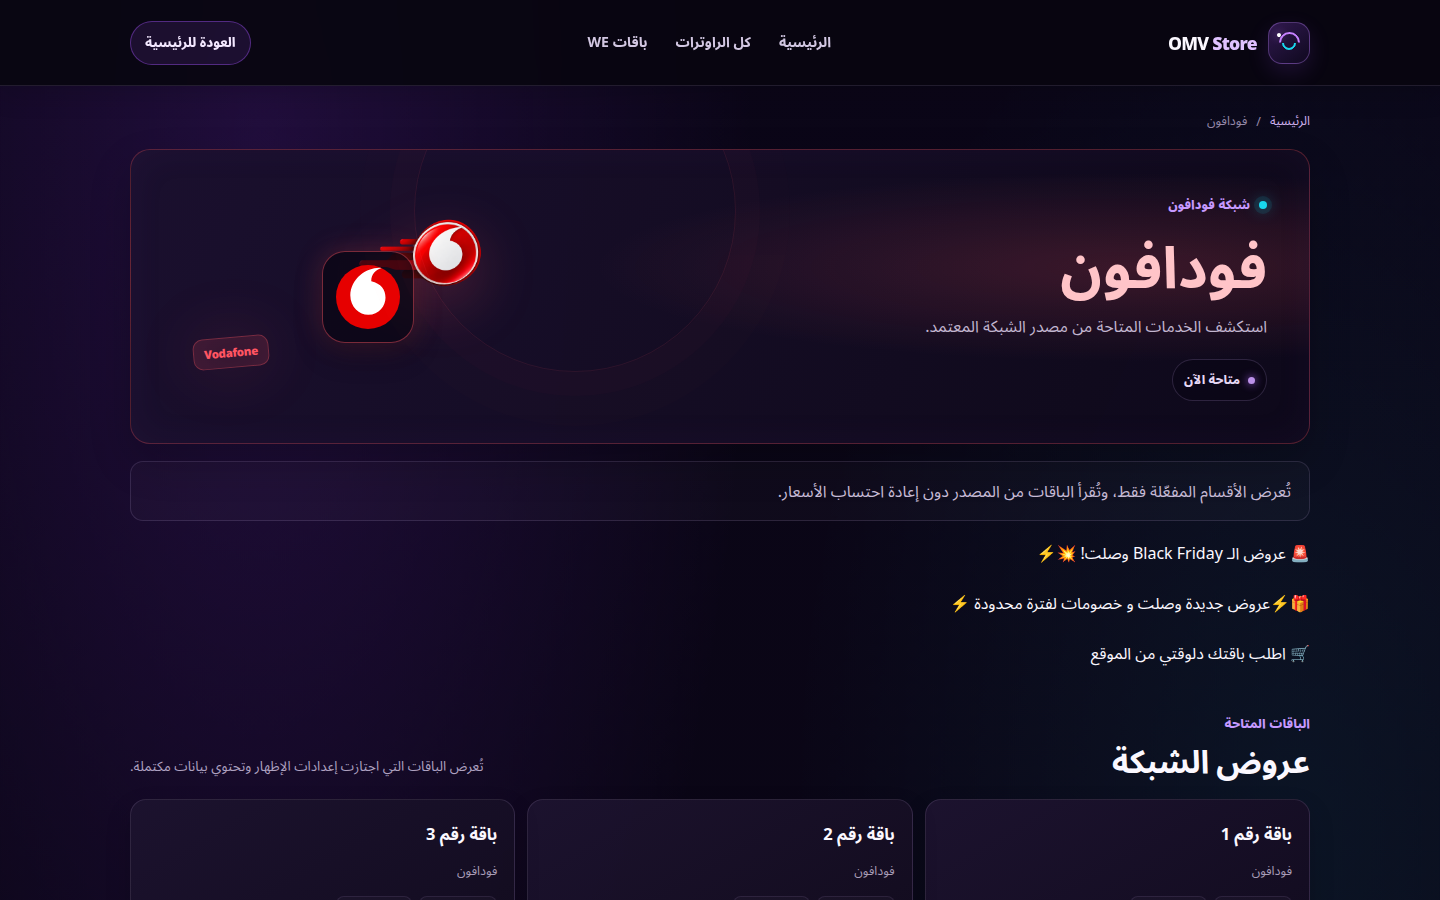 OMV Store
الرئيسية
كل الراوترات
باقات WE
العودة للرئيسية
الرئيسية / فودافون
شبكة فودافون
فودافون
استكشف الخدمات المتاحة من مصدر الشبكة المعتمد.
متاحة الآن
Vodafone
تُعرض الأقسام المفعّلة فقط، وتُقرأ الباقات من المصدر دون إعادة احتساب الأسعار.
🚨 عروض الـ Black Friday وصلت! 💥⚡
🎁⚡عروض جديدة وصلت و خصومات لفترة محدودة ⚡
🛒 اطلب باقتك دلوقتي من الموقع
الباقات المتاحة
عروض الشبكة
تُعرض الباقات التي اجتازت إعدادات الإظهار وتحتوي بيانات مكتملة.
باقة رقم 1
فودافون
باقة رقم 2
فودافون
باقة رقم 3
فودافون